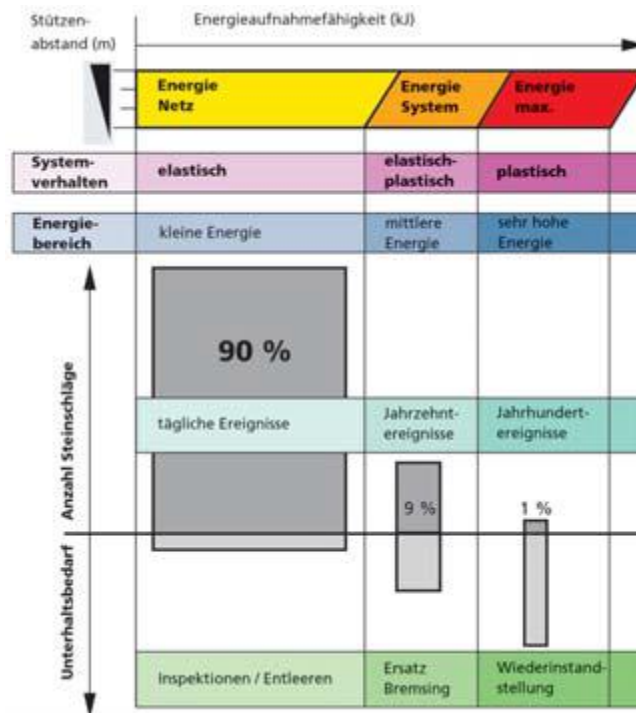 Stützen-
abstand (m)
Energieaufnahmefähigkeit (kJ)
Energie
Netz
Energie
System
Energie
max.
System-
verhalten
elastisch
elastisch-
plastisch
plastisch
Energie-
bereich
kleine Energie
mittlere
Energie
sehr hohe
Energie
Anzahl Steinschläge
90 %
tägliche Ereignisse
Jahrzehnt-
ereignisse
Jahrhundert-
ereignisse
9 %
1 %
Unterhaltsbedarf
Inspektionen / Entleeren
Ersatz
Bremsing
Wiederinstand-
stellung